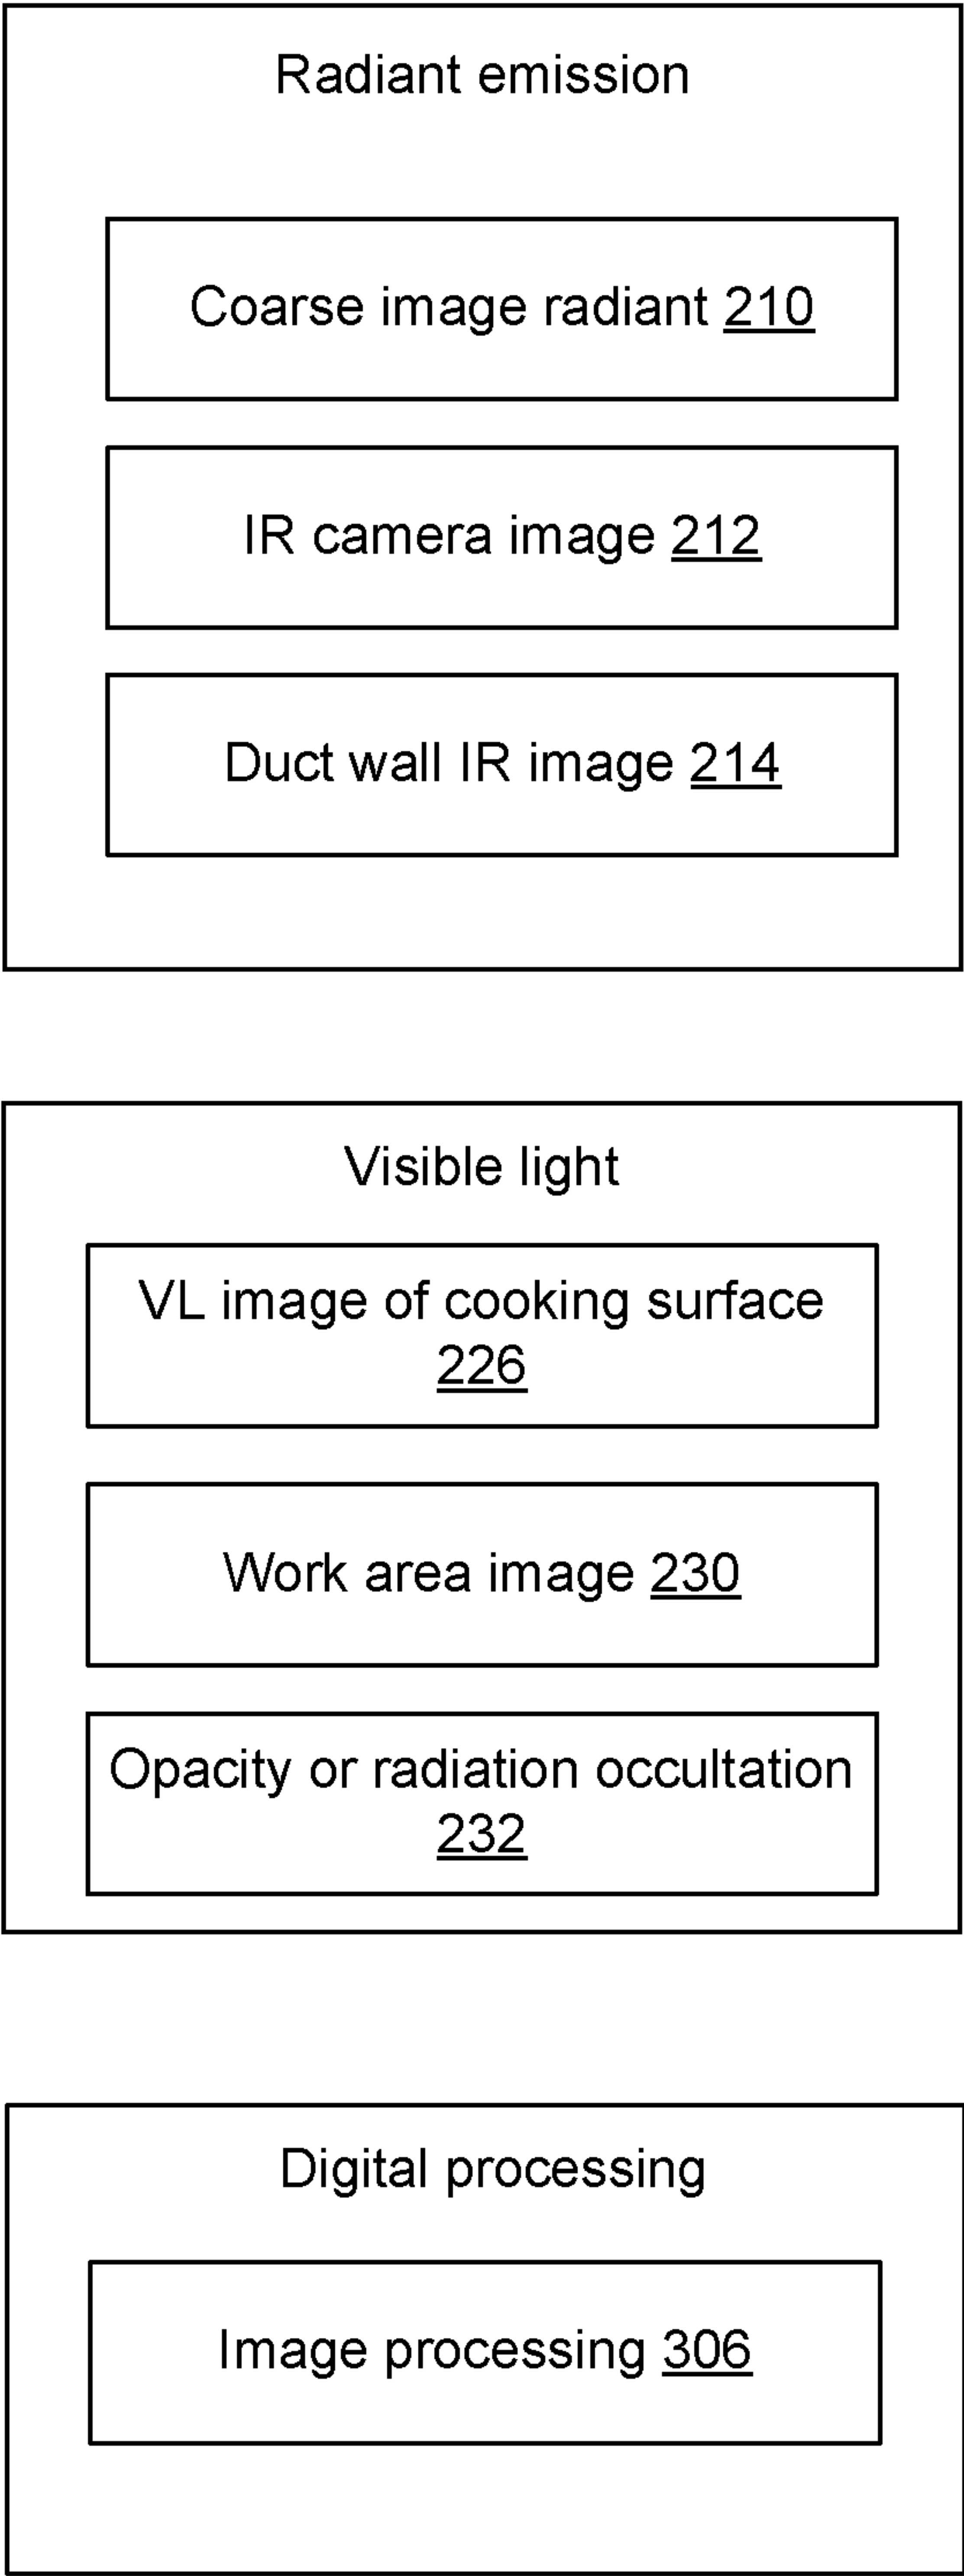 Radiant emission
Coarse image radiant 210
IR camera image 212
Duct wall IR image 214
Visible light
VL image of cooking surface
226
Work area image 230
Opacity or radiation occultation
232
Digital processing
Image processing 306